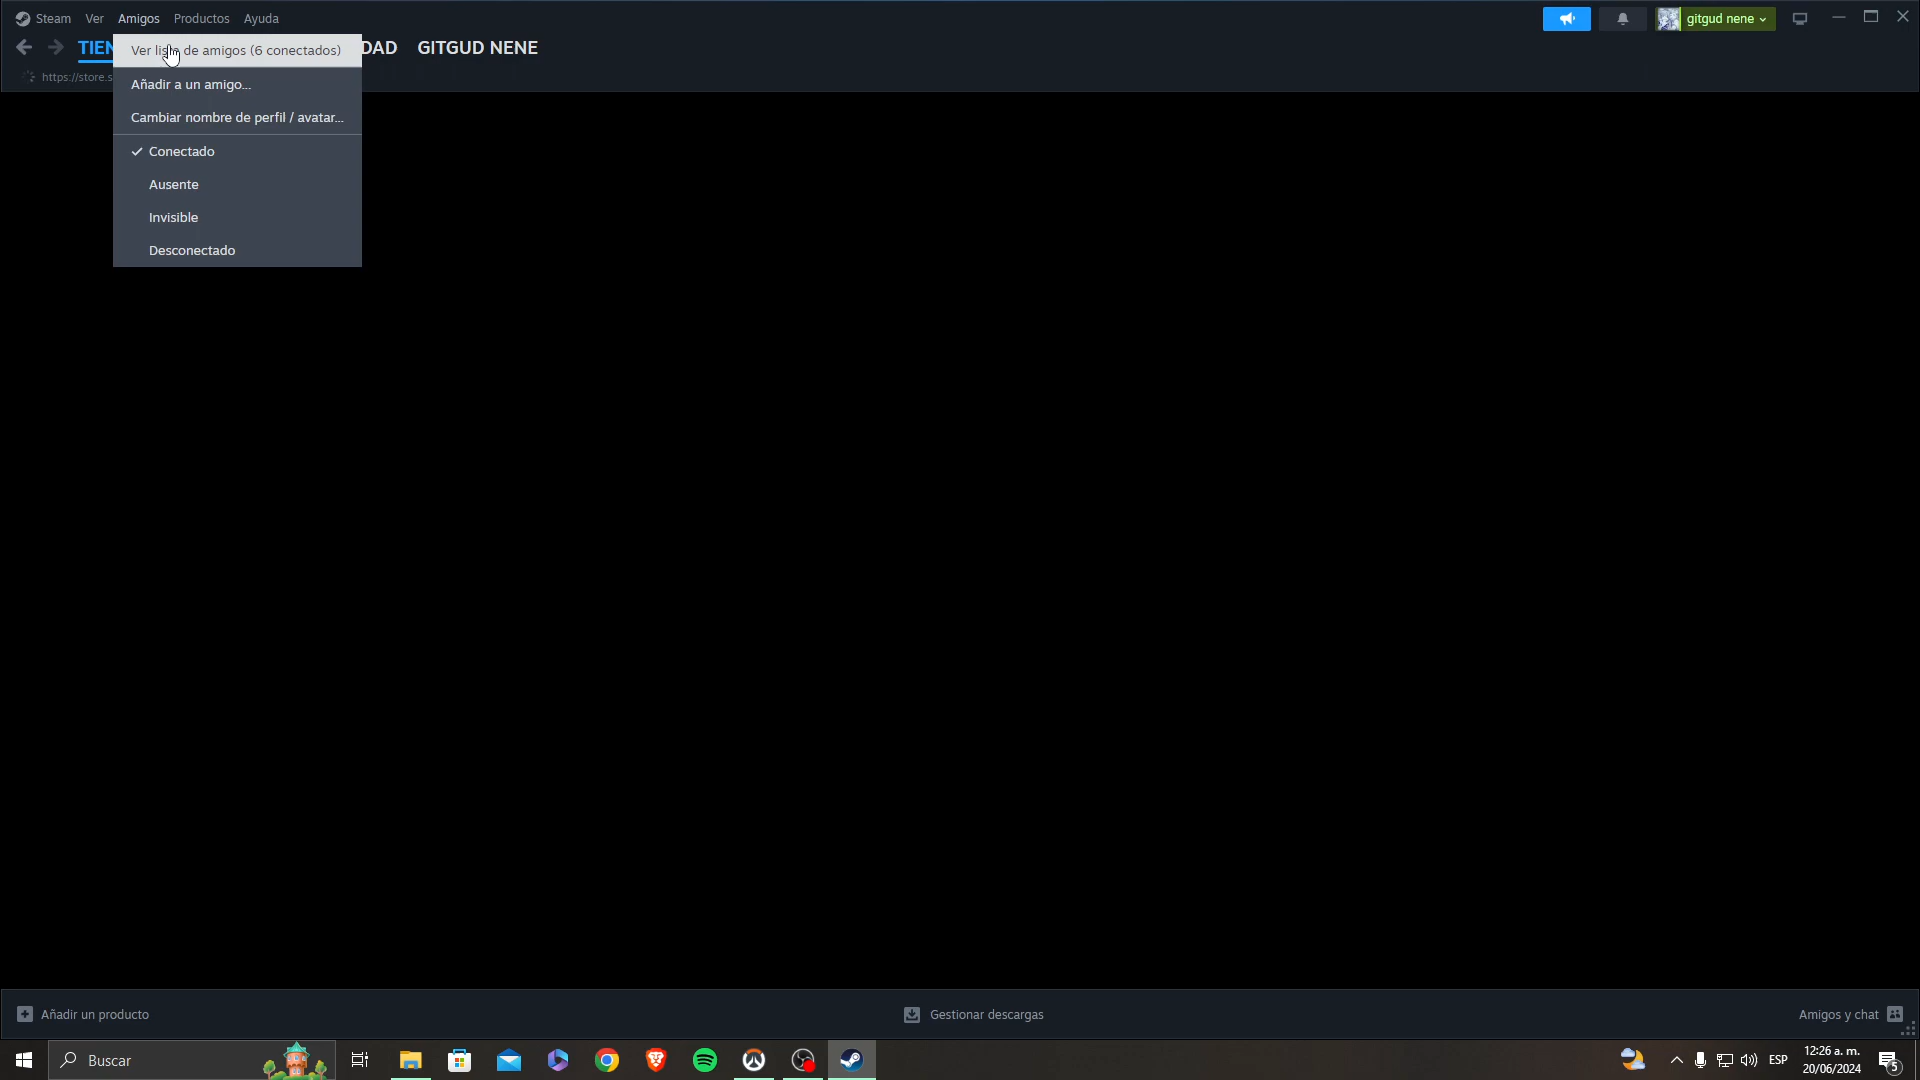 Steam Ver Amigos Productos Ayuda
gitgud nene
TIEN
DAD GITGUD NENE
https://store.s
Ver lista de amigos (6 conectados)
Añadir a un amigo...
Cambiar nombre de perfil / avatar...
Conectado
Ausente
Invisible
Desconectado
Añadir un producto
Gestionar descargas
Amigos y chat
Buscar
ESP
12:26 a. m.
20/06/2024
5